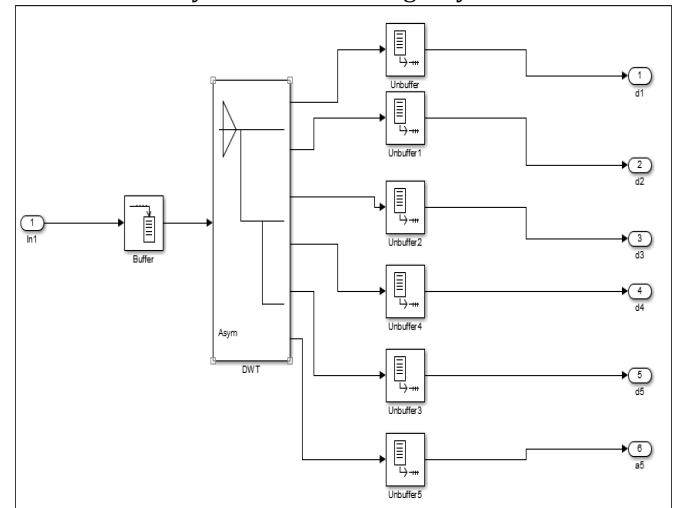 Unbuffer
1
d1
Unbuffer1
2
d2
Unbuffer2
3
d3
1
In1
Buffer
Asym
DWT
Unbuffer4
4
d4
Unbuffer3
5
d5
Unbuffer5
6
a5